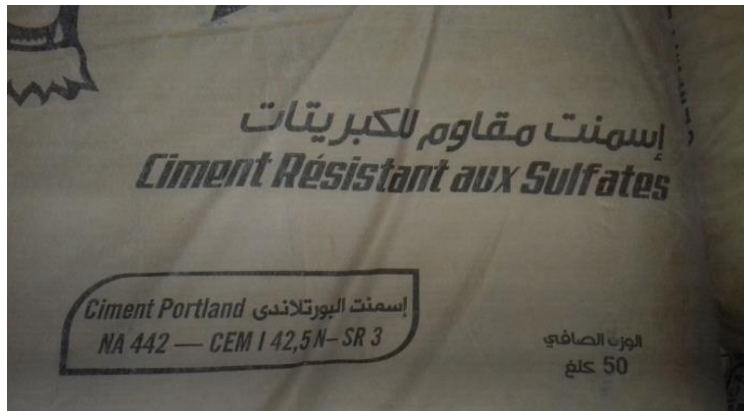 إسمنت مقاوم للكبريتات
Ciment Résistant aux Sulfates
Ciment Portland إسمنت البورتلاندي
NA 442 — CEM I 42,5 N– SR 3
الوزن الصافي
50 كلغ